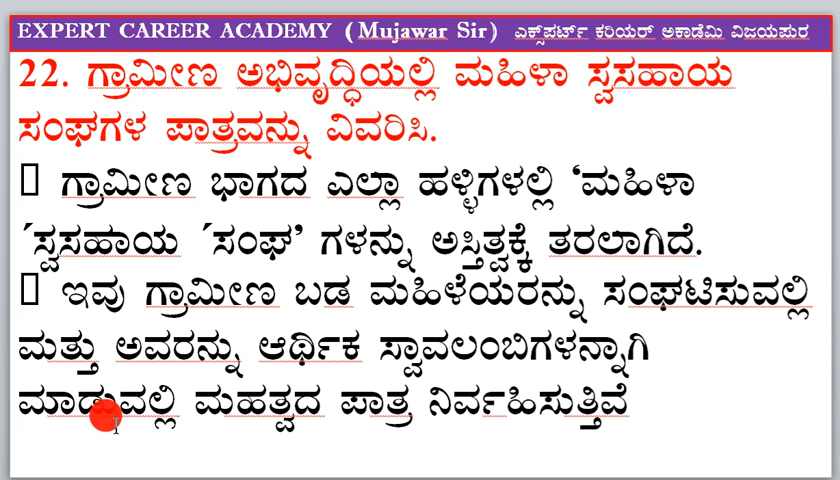 EXPERT CAREER ACADEMY (Mujawar Sir) ಎಕ್ಸ್‌ಪರ್ಟ್ ಕರಿಯರ್ ಅಕಾಡೆಮಿ ವಿಜಯಪುರ
22. ಗ್ರಾಮೀಣ ಅಭಿವೃದ್ಧಿಯಲ್ಲಿ ಮಹಿಳಾ ಸ್ವಸಹಾಯ
ಸಂಘಗಳ ಪಾತ್ರವನ್ನು ವಿವರಿಸಿ.
▯ ಗ್ರಾಮೀಣ ಭಾಗದ ಎಲ್ಲಾ ಹಳ್ಳಿಗಳಲ್ಲಿ ‘ಮಹಿಳಾ
´ಸ್ವಸಹಾಯ ´ಸಂಘ’ ಗಳನ್ನು ಅಸ್ತಿತ್ವಕ್ಕೆ ತರಲಾಗಿದೆ.
▯ ಇವು ಗ್ರಾಮೀಣ ಬಡ ಮಹಿಳೆಯರನ್ನು ಸಂಘಟಿಸುವಲ್ಲಿ
ಮತ್ತು ಅವರನ್ನು ಆರ್ಥಿಕ ಸ್ವಾವಲಂಬಿಗಳನ್ನಾಗಿ
ಮಾಡುವಲ್ಲಿ ಮಹತ್ವದ ಪಾತ್ರ ನಿರ್ವಹಿಸುತ್ತಿವೆ